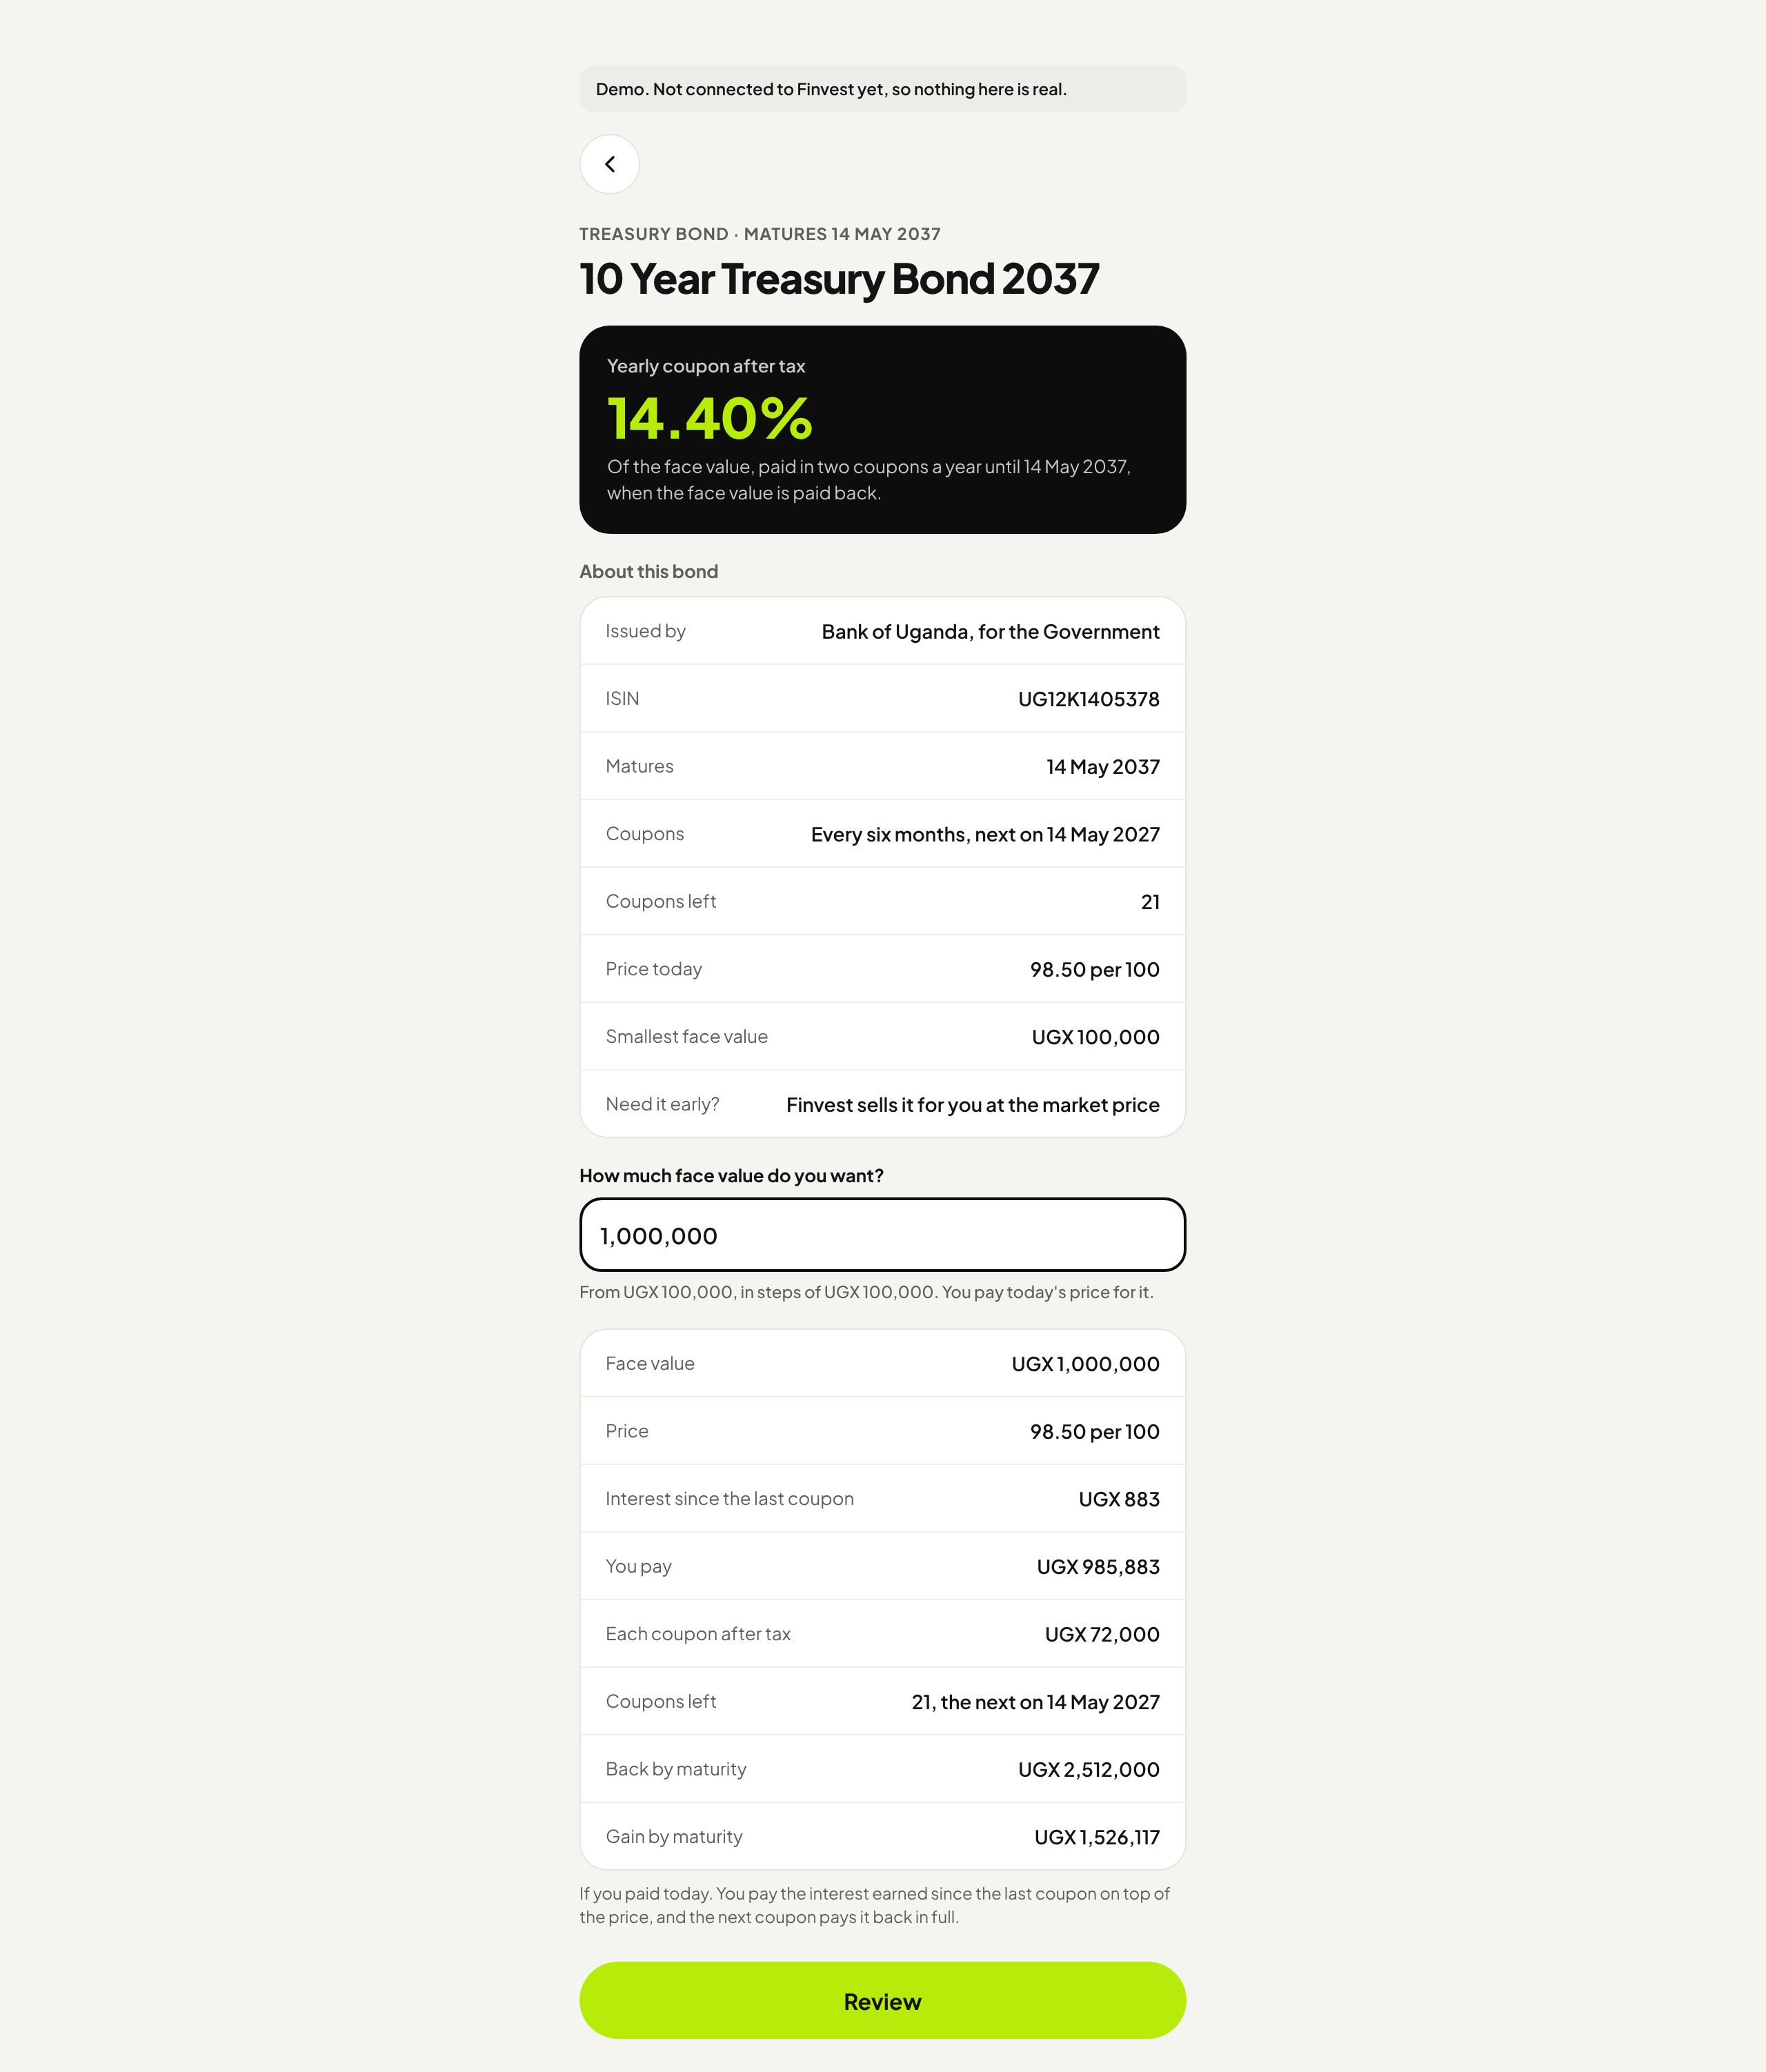 Demo. Not connected to Finvest yet, so nothing here is real.
TREASURY BOND · MATURES 14 MAY 2037
10 Year Treasury Bond 2037
Yearly coupon after tax
14.40%
Of the face value, paid in two coupons a year until 14 May 2037,
when the face value is paid back.
About this bond
Issued by Bank of Uganda, for the Government
ISIN UG12K1405378
Matures 14 May 2037
Coupons Every six months, next on 14 May 2027
Coupons left 21
Price today 98.50 per 100
Smallest face value UGX 100,000
Need it early? Finvest sells it for you at the market price
How much face value do you want?
1,000,000
From UGX 100,000, in steps of UGX 100,000. You pay today's price for it.
Face value UGX 1,000,000
Price 98.50 per 100
Interest since the last coupon UGX 883
You pay UGX 985,883
Each coupon after tax UGX 72,000
Coupons left 21, the next on 14 May 2027
Back by maturity UGX 2,512,000
Gain by maturity UGX 1,526,117
If you paid today. You pay the interest earned since the last coupon on top of
the price, and the next coupon pays it back in full.
Review